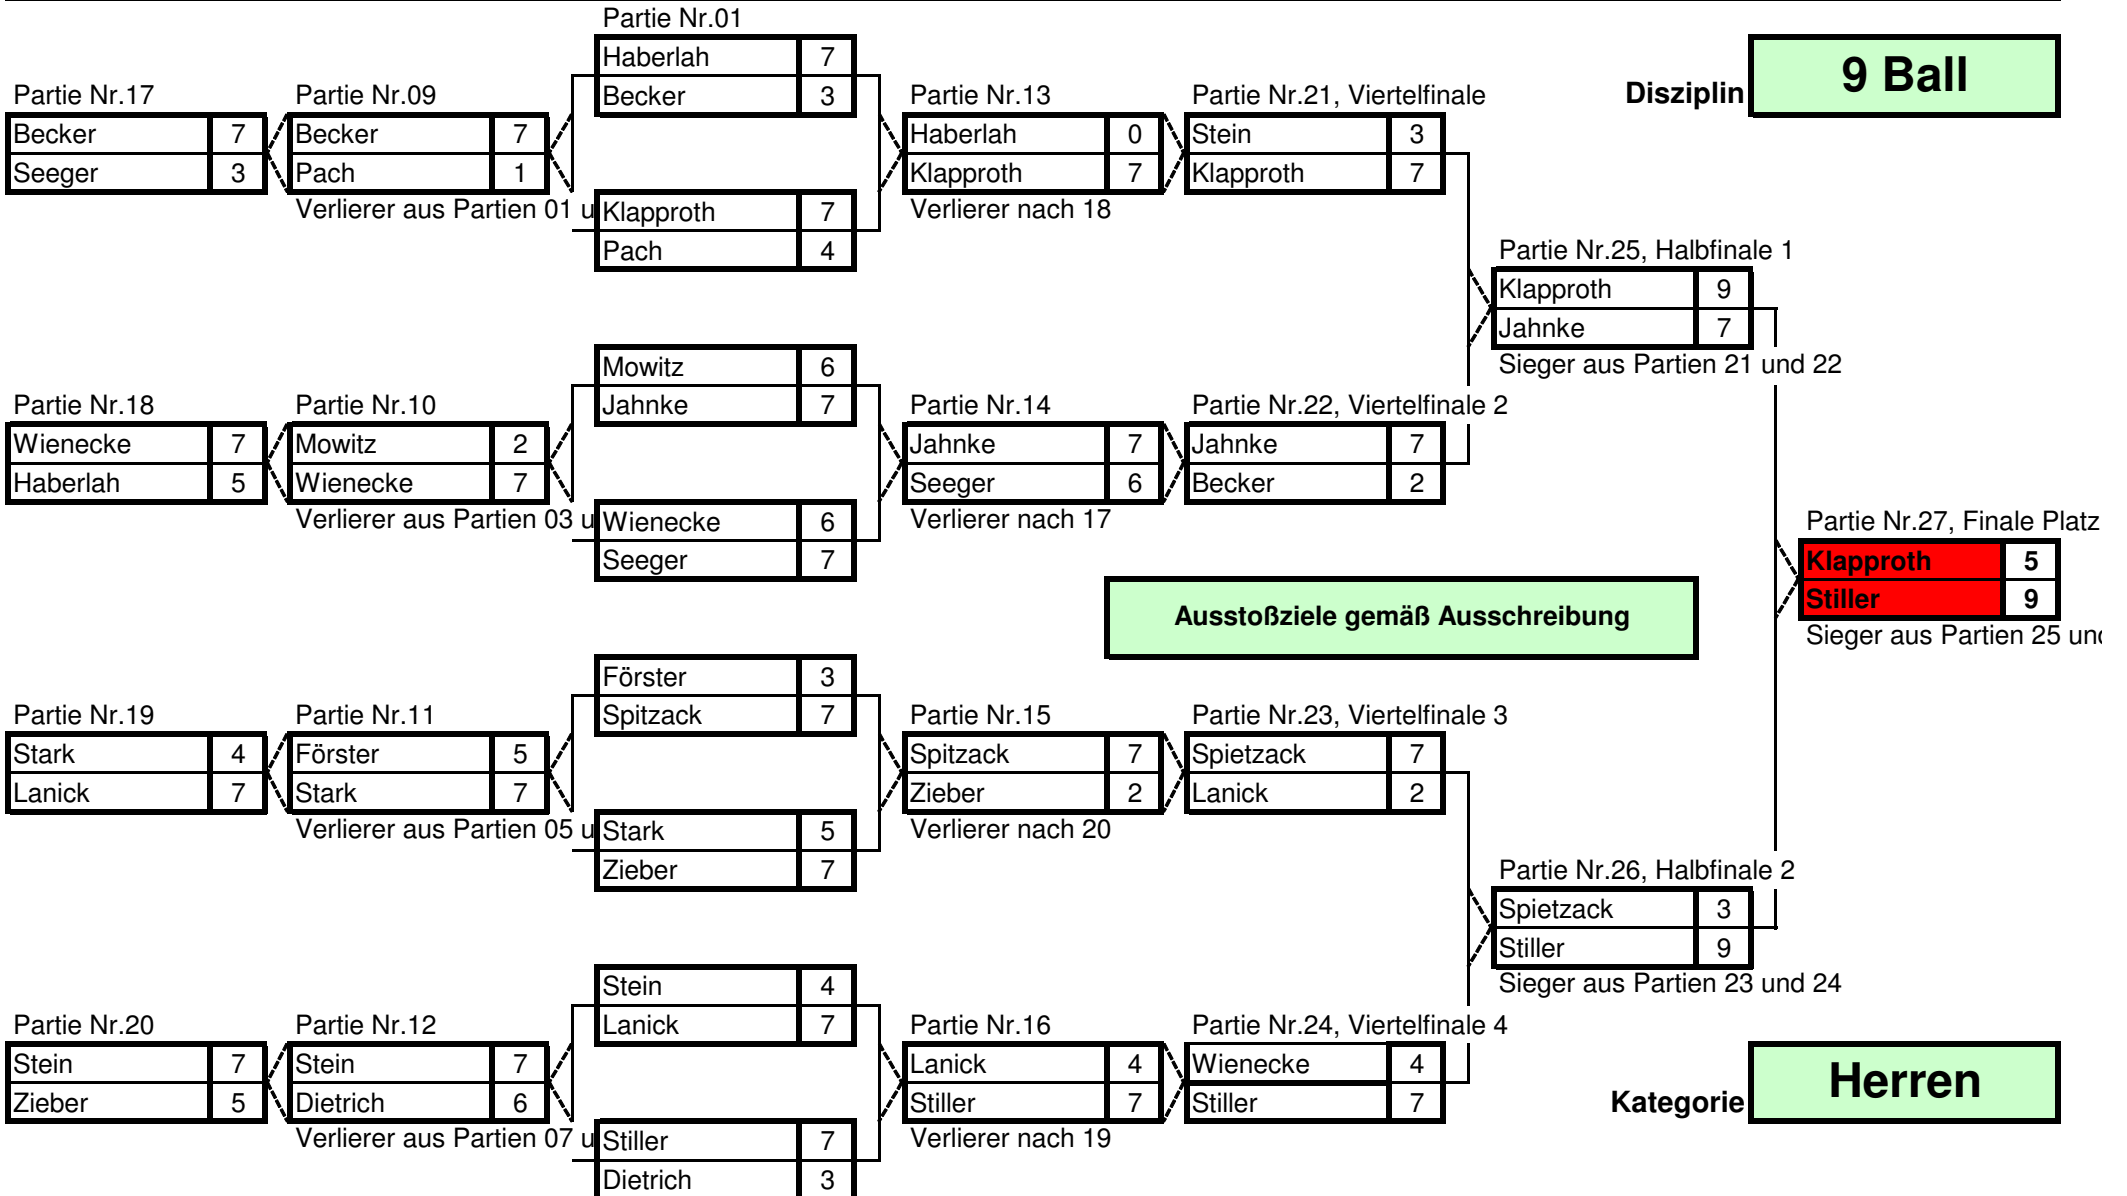 Partie Nr.01
Haberlah 7
Becker 3
9 Ball
Disziplin
Partie Nr.17
Becker 7
Seeger 3
Partie Nr.09
Becker 7
Pach 1
Verlierer aus Partien 01 u
Klapproth 7
Pach 4
Partie Nr.13
Haberlah 0
Klapproth 7
Verlierer nach 18
Partie Nr.21, Viertelfinale
Stein 3
Klapproth 7
Partie Nr.25, Halbfinale 1
Klapproth 9
Jahnke 7
Sieger aus Partien 21 und 22
Mowitz 6
Jahnke 7
Partie Nr.18
Wienecke 7
Haberlah 5
Partie Nr.10
Mowitz 2
Wienecke 7
Verlierer aus Partien 03 u
Wienecke 6
Seeger 7
Partie Nr.14
Jahnke 7
Seeger 6
Verlierer nach 17
Partie Nr.22, Viertelfinale 2
Jahnke 7
Becker 2
Partie Nr.27, Finale Platz
Klapproth 5
Stiller 9
Sieger aus Partien 25 und
Ausstoßziele gemäß Ausschreibung
Förster 3
Spitzack 7
Partie Nr.19
Stark 4
Lanick 7
Partie Nr.11
Förster 5
Stark 7
Verlierer aus Partien 05 u
Stark 5
Zieber 7
Partie Nr.15
Spitzack 7
Zieber 2
Verlierer nach 20
Partie Nr.23, Viertelfinale 3
Spietzack 7
Lanick 2
Partie Nr.26, Halbfinale 2
Spietzack 3
Stiller 9
Sieger aus Partien 23 und 24
Stein 4
Lanick 7
Partie Nr.20
Stein 7
Zieber 5
Partie Nr.12
Stein 7
Dietrich 6
Verlierer aus Partien 07 u
Stiller 7
Dietrich 3
Partie Nr.16
Lanick 4
Stiller 7
Verlierer nach 19
Partie Nr.24, Viertelfinale 4
Wienecke 4
Stiller 7
Kategorie
Herren